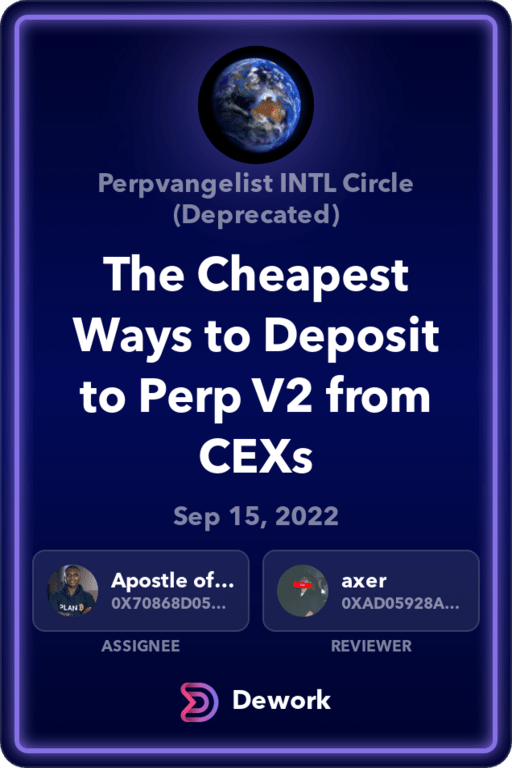 Perpvangelist INTL Circle
(Deprecated)
The Cheapest
Ways to Deposit
to Perp V2 from
CEXs
Sep 15, 2022
Apostle of...
0X70868D05...
PLAN B
ASSIGNEE
axer
0XAD05928A...
REVIEWER
Dework